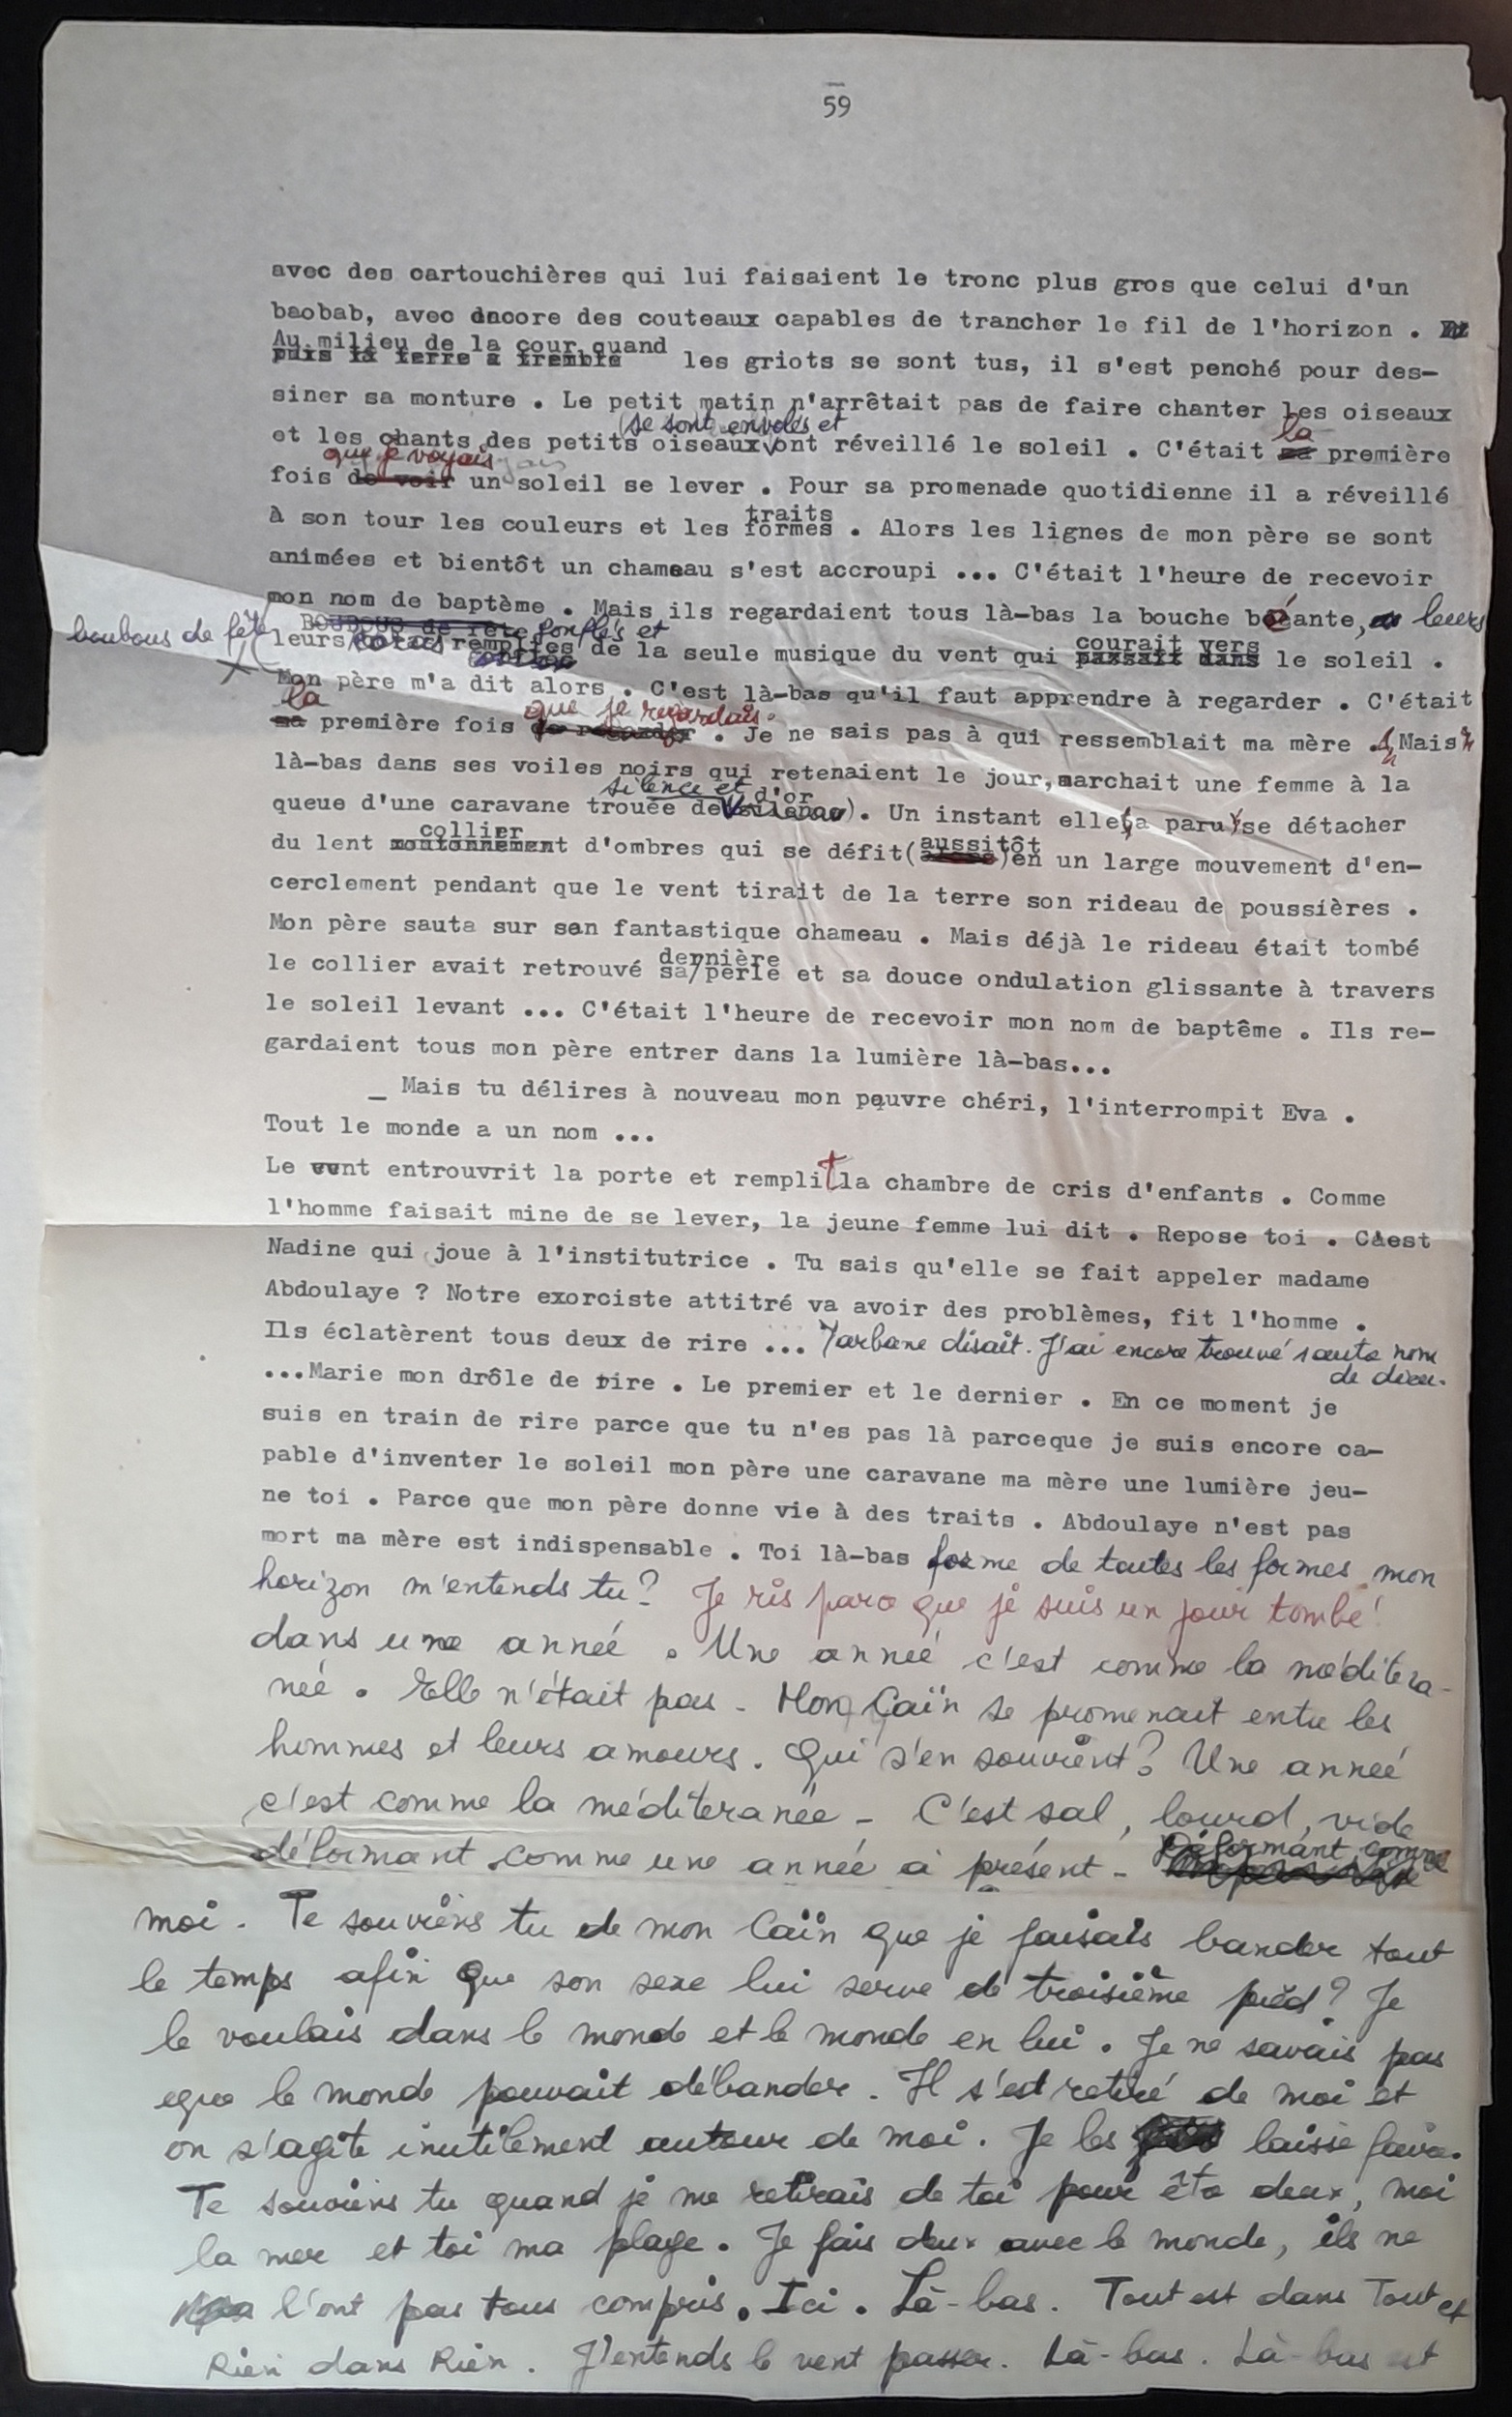 59
avec des cartouchières qui lui faisaient le tronc plus gros que celui d'un
baobab, avec encore des couteaux capables de trancher le fil de l'horizon . Et
Au milieu de la cour quand
puis la terre a tremblé les griots se sont tus, il s'est penché pour des-
siner sa monture . Le petit matin n'arrêtait pas de faire chanter les oiseaux
(se sont envolés et la
et les chants des petits oiseaux ont réveillé le soleil . C'était sa première
que je voyais
fois de voir un soleil se lever . Pour sa promenade quotidienne il a réveillé
traits
à son tour les couleurs et les formes . Alors les lignes de mon père se sont
animées et bientôt un chameau s'est accroupi ... C'était l'heure de recevoir
mon nom de baptème . Mais ils regardaient tous là-bas la bouche béante, leurs
boubous de fête BOUBOUS de fete gonflés et courait vers
leurs remplies de la seule musique du vent qui passait dans le soleil .
Mon père m'a dit alors . C'est là-bas qu'il faut apprendre à regarder . C'était
la que je regardais.
ma première fois de regarder . Je ne sais pas à qui ressemblait ma mère . Mais
là-bas dans ses voiles noirs qui retenaient le jour, marchait une femme à la
silence et d'or
queue d'une caravane trouée de silence). Un instant elle a paru se détacher
collier aussitôt
du lent moutonnement d'ombres qui se défit( )en un large mouvement d'en-
cerclement pendant que le vent tirait de la terre son rideau de poussières .
Mon père sauta sur son fantastique chameau . Mais déjà le rideau était tombé
dernière
le collier avait retrouvé sa/perle et sa douce ondulation glissante à travers
le soleil levant ... C'était l'heure de recevoir mon nom de baptême . Ils re-
gardaient tous mon père entrer dans la lumière là-bas...
_ Mais tu délires à nouveau mon pauvre chéri, l'interrompit Eva .
Tout le monde a un nom ...
Le vent entrouvrit la porte et remplit la chambre de cris d'enfants . Comme
l'homme faisait mine de se lever, la jeune femme lui dit . Repose toi . C'est
Nadine qui joue à l'institutrice . Tu sais qu'elle se fait appeler madame
Abdoulaye ? Notre exorciste attitré va avoir des problèmes, fit l'homme .
Ils éclatèrent tous deux de rire ... Tarbane disait. J'ai encore trouvé nom
de dieu.
...Marie mon drôle de rire . Le premier et le dernier . En ce moment je
suis en train de rire parce que tu n'es pas là parceque je suis encore ca-
pable d'inventer le soleil mon père une caravane ma mère une lumière jeu-
ne toi . Parce que mon père donne vie à des traits . Abdoulaye n'est pas
mort ma mère est indispensable . Toi là-bas forme de toutes les formes mon
horizon m'entends tu? Je ris parce que je suis un jour tombé
dans une année . Une année c'est comme la méditera-
née . Elle n'était pas - Mon Caïn se promenait entre les
hommes et leurs amours . Qui s'en souvient? Une année
c'est comme la méditeranée - C'est sal, lourd, vide
déformant comme une année à présent - Déformant comme
moi . Te souviens tu de mon Caïn que je faisais bander tout
le temps afin que son sexe lui serve de troisième pied? Je
le voulais dans le monde et le monde en lui . Je ne savais pas
que le monde pouvait débander . Il s'est retiré de moi et
on s'agite inutilement autour de moi . Je les laisse faire.
Te souviens tu quand je me retirais de toi pour être deux, moi
la mer et toi ma plage . Je fais deux avec le monde, ils ne
l'ont pas tous compris . Ici . Là-bas . Tout est dans Tout et
Rien dans Rien . J'entends le vent passer . Là-bas . Là-bas est